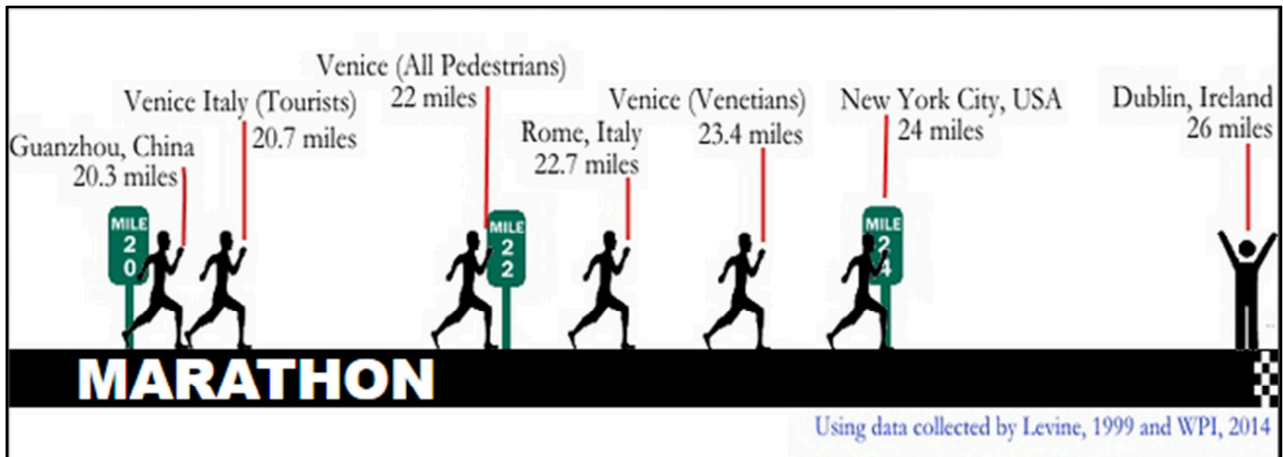 Venice (All Pedestrians)
22 miles
Venice Italy (Tourists)
20.7 miles
Guanzhou, China
20.3 miles
Rome, Italy
22.7 miles
Venice (Venetians)
23.4 miles
New York City, USA
24 miles
Dublin, Ireland
26 miles
MILE
2
0
MILE
2
2
MILE
2
4
MARATHON
Using data collected by Levine, 1999 and WPI, 2014